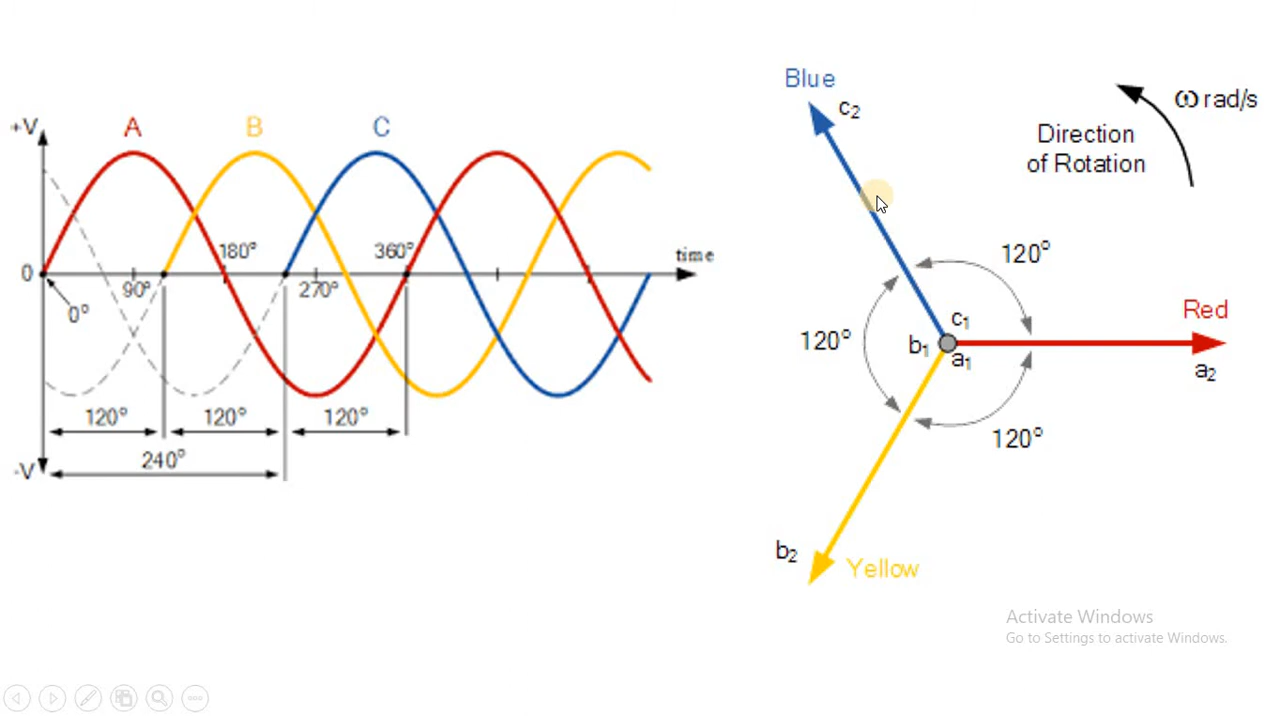 +V
A
B
C
0
0°
90°
180°
270°
360°
time
120°
120°
120°
240°
-V
Blue
c2
ω rad/s
Direction
of Rotation
120°
Red
c1
120°
b1
a1
a2
120°
b2
Yellow
Activate Windows
Go to Settings to activate Windows.